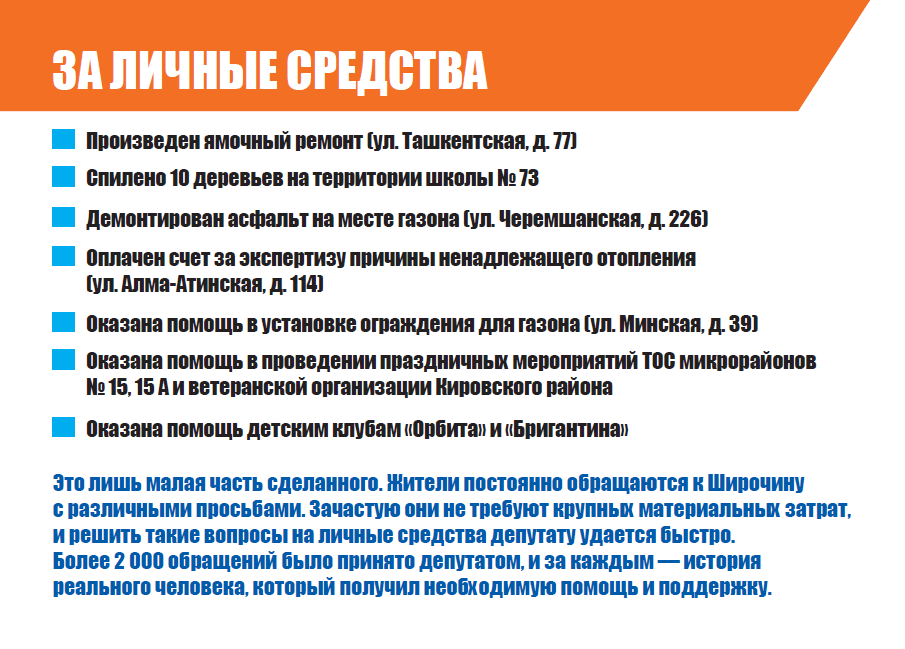 ЗА ЛИЧНЫЕ СРЕДСТВА
Произведен ямочный ремонт (ул. Ташкентская, д. 77)
Спилено 10 деревьев на территории школы № 73
Демонтирован асфальт на месте газона (ул. Черемшанская, д. 226)
Оплачен счет за экспертизу причины ненадлежащего отопления
(ул. Алма-Атинская, д. 114)
Оказана помощь в установке ограждения для газона (ул. Минская, д. 39)
Оказана помощь в проведении праздничных мероприятий ТОС микрорайонов
№ 15, 15 А и ветеранской организации Кировского района
Оказана помощь детским клубам «Орбита» и «Бригантина»
Это лишь малая часть сделанного. Жители постоянно обращаются к Широчину
с различными просьбами. Зачастую они не требуют крупных материальных затрат,
и решить такие вопросы на личные средства депутату удается быстро.
Более 2 000 обращений было принято депутатом, и за каждым — история
реального человека, который получил необходимую помощь и поддержку.